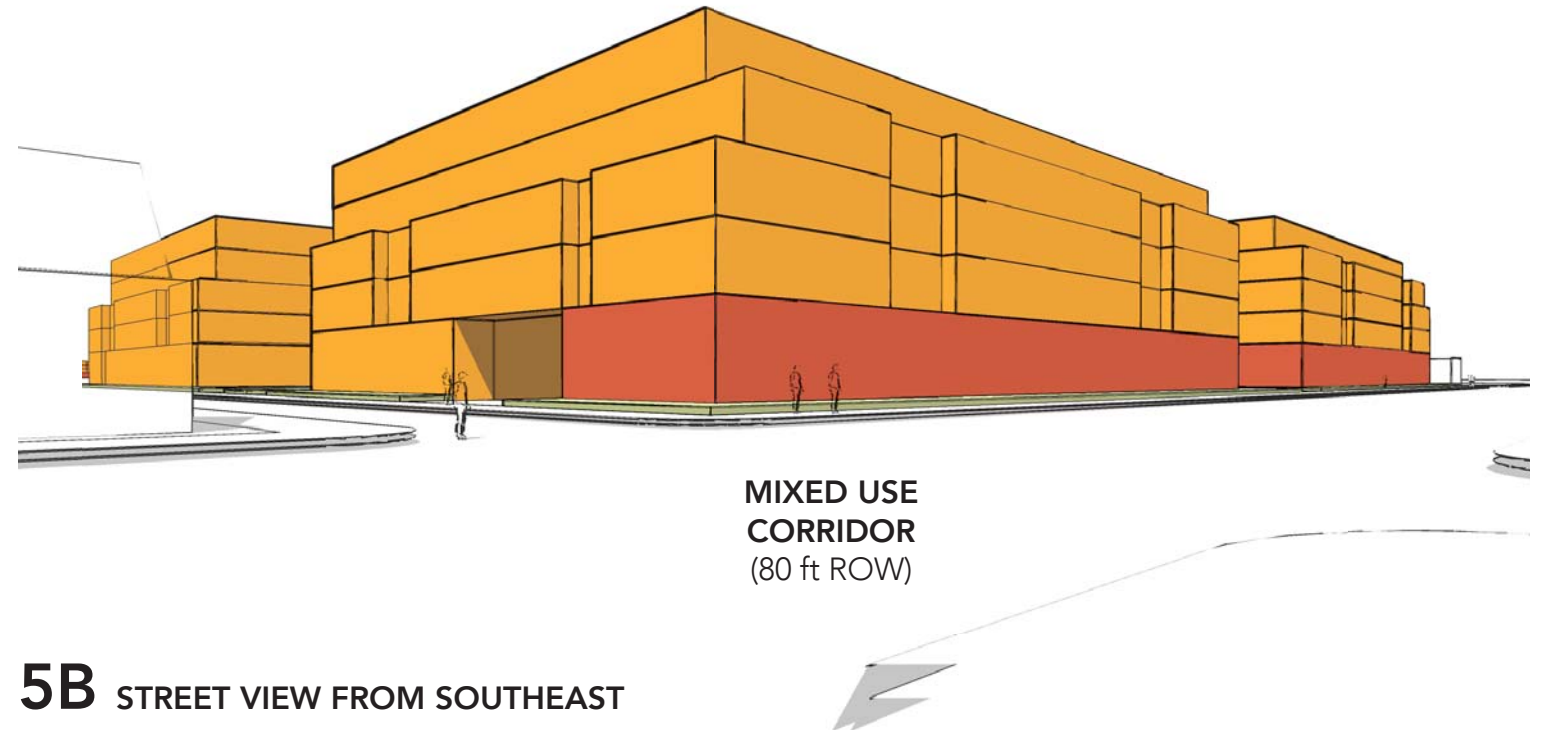 MIXED USE
CORRIDOR
(80 ft ROW)
5B STREET VIEW FROM SOUTHEAST